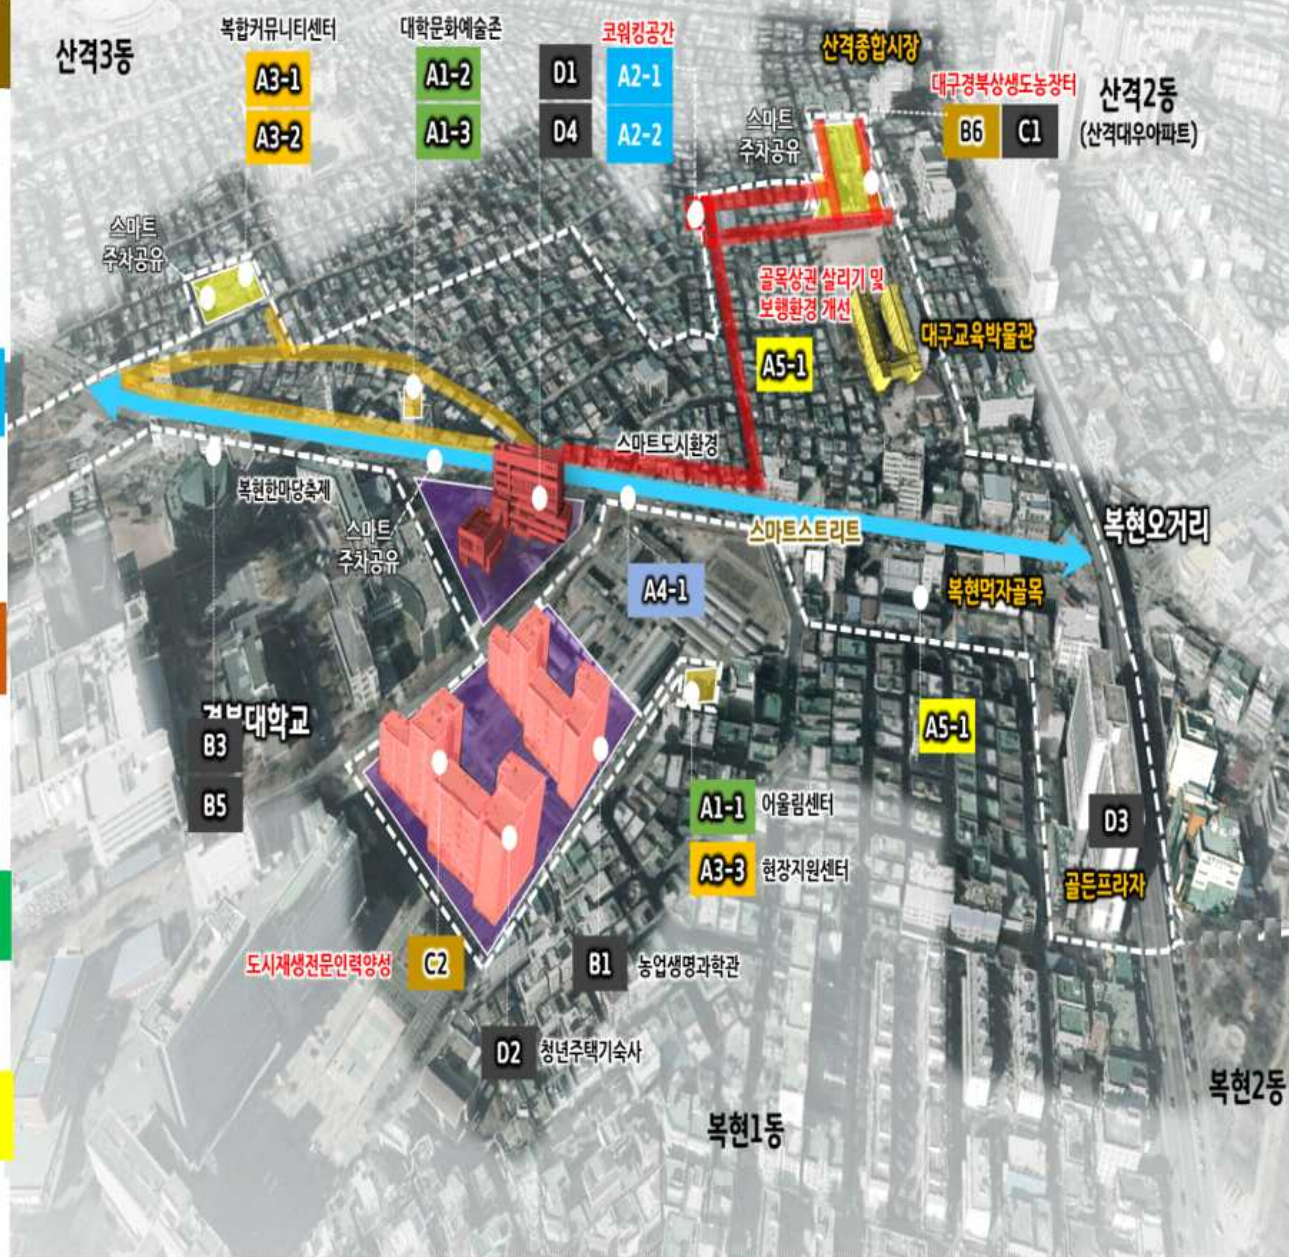 산격3동
복합커뮤니티센터
A3-1
A3-2
대학문화예술존
A1-2
A1-3
D1
D4
코워킹공간
A2-1
A2-2
산격종합시장
스마트
주차공유
대구경북상생도농장터
B6
C1
산격2동
(산격대우아파트)
스마트
주차공유
골목상권 살리기 및
보행환경 개선
A5-1
대구교육박물관
스마트도시환경
복현한마당축제
스마트
주차공유
스마트스트리트
복현오거리
A4-1
복현먹자골목
경북대학교
B3
B5
A5-1
A1-1 어울림센터
A3-3 현장지원센터
D3
골든프라자
도시재생전문인력양성
C2
B1 농업생명과학관
D2 청년주택기숙사
복현1동
복현2동